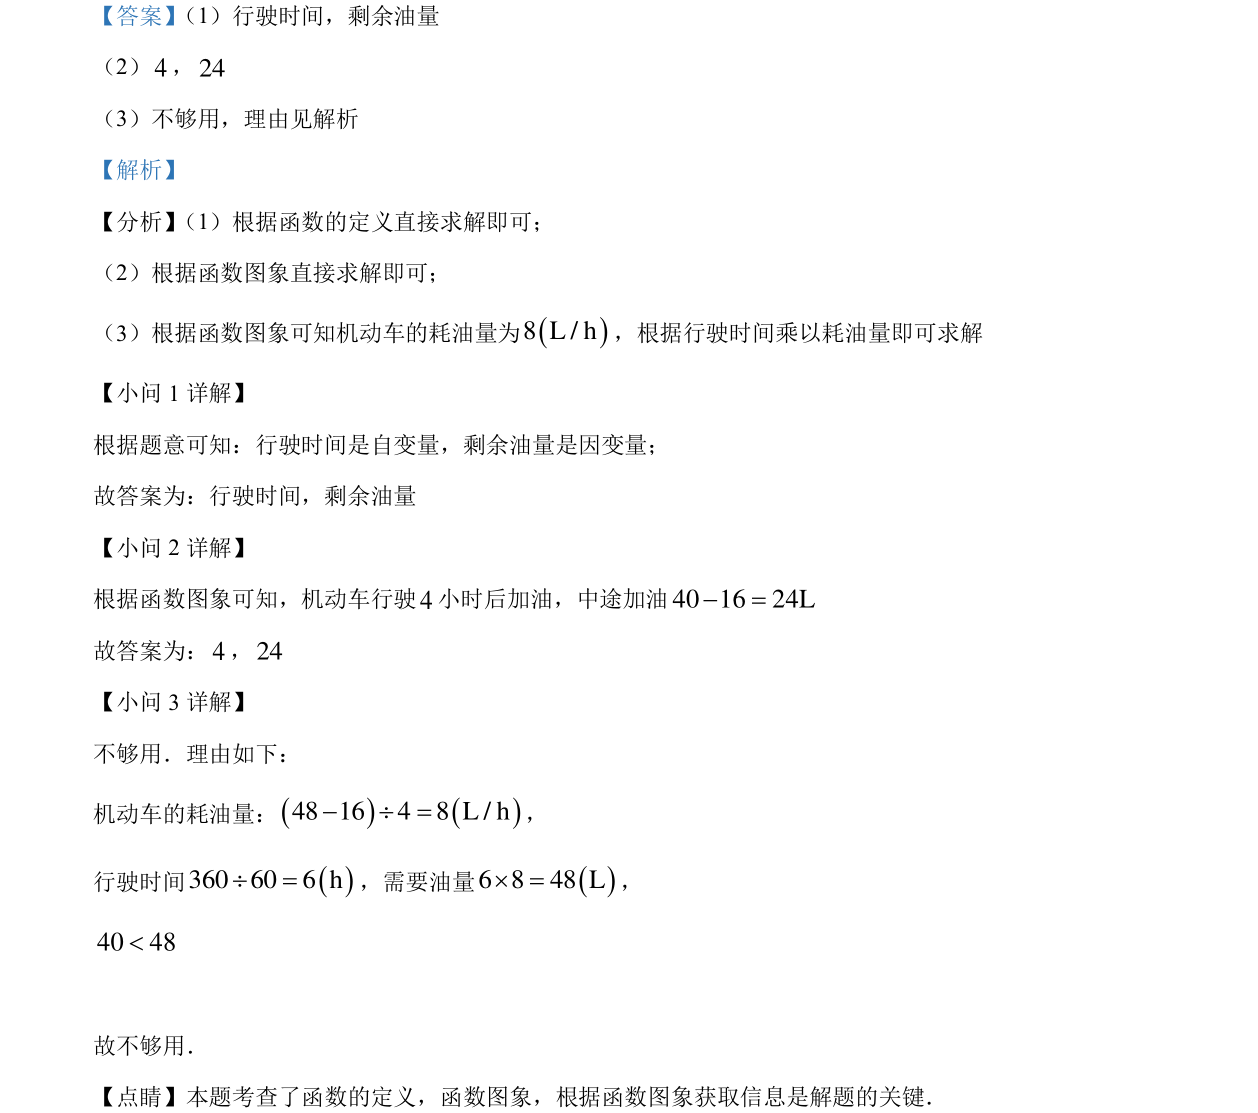 【答案】（1）行驶时间，剩余油量
（2）4，24
（3）不够用，理由见解析
【解析】
【分析】（1）根据函数的定义直接求解即可；
（2）根据函数图象直接求解即可；
（3）根据函数图象可知机动车的耗油量为8(L/h)，根据行驶时间乘以耗油量即可求解
【小问 1 详解】
根据题意可知：行驶时间是自变量，剩余油量是因变量；
故答案为：行驶时间，剩余油量
【小问 2 详解】
根据函数图象可知，机动车行驶4小时后加油，中途加油40−16=24L
故答案为：4，24
【小问 3 详解】
不够用．理由如下：
机动车的耗油量：(48−16)÷4=8(L/h)，
行驶时间360÷60=6(h)，需要油量6×8=48(L)，
40<48
故不够用．
【点睛】本题考查了函数的定义，函数图象，根据函数图象获取信息是解题的关键．